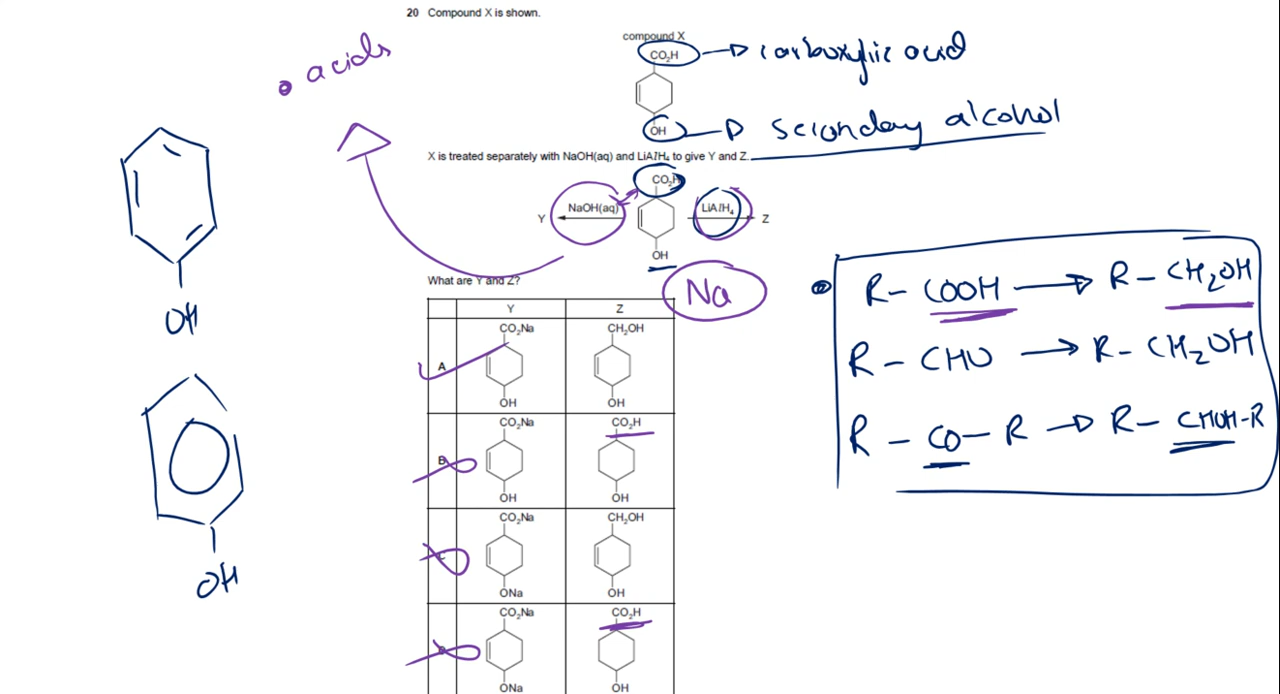 20 Compound X is shown.
compound X
CO₂H
carboxyliic acid
• acids
OH
scionday alcohol
X is treated separately with NaOH(aq) and LiAlH₄ to give Y and Z.
CO₂H
Y
NaOH(aq)
LiAlH₄
Z
OH
What are Y and Z?
Na
OH
OH
R - COOH → R - CH₂OH
R - CHO → R - CH₂OH
R - CO - R → R - CHOH-R
Y Z
CO₂Na CH₂OH
A
OH OH
CO₂Na CO₂H
B
OH OH
CO₂Na CH₂OH
ONa OH
CO₂Na CO₂H
ONa OH